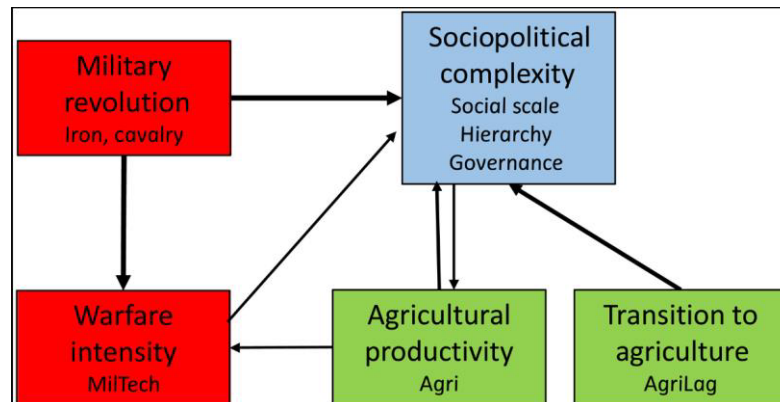 Military
revolution
Iron, cavalry
Sociopolitical
complexity
Social scale
Hierarchy
Governance
Warfare
intensity
MilTech
Agricultural
productivity
Agri
Transition to
agriculture
AgriLag